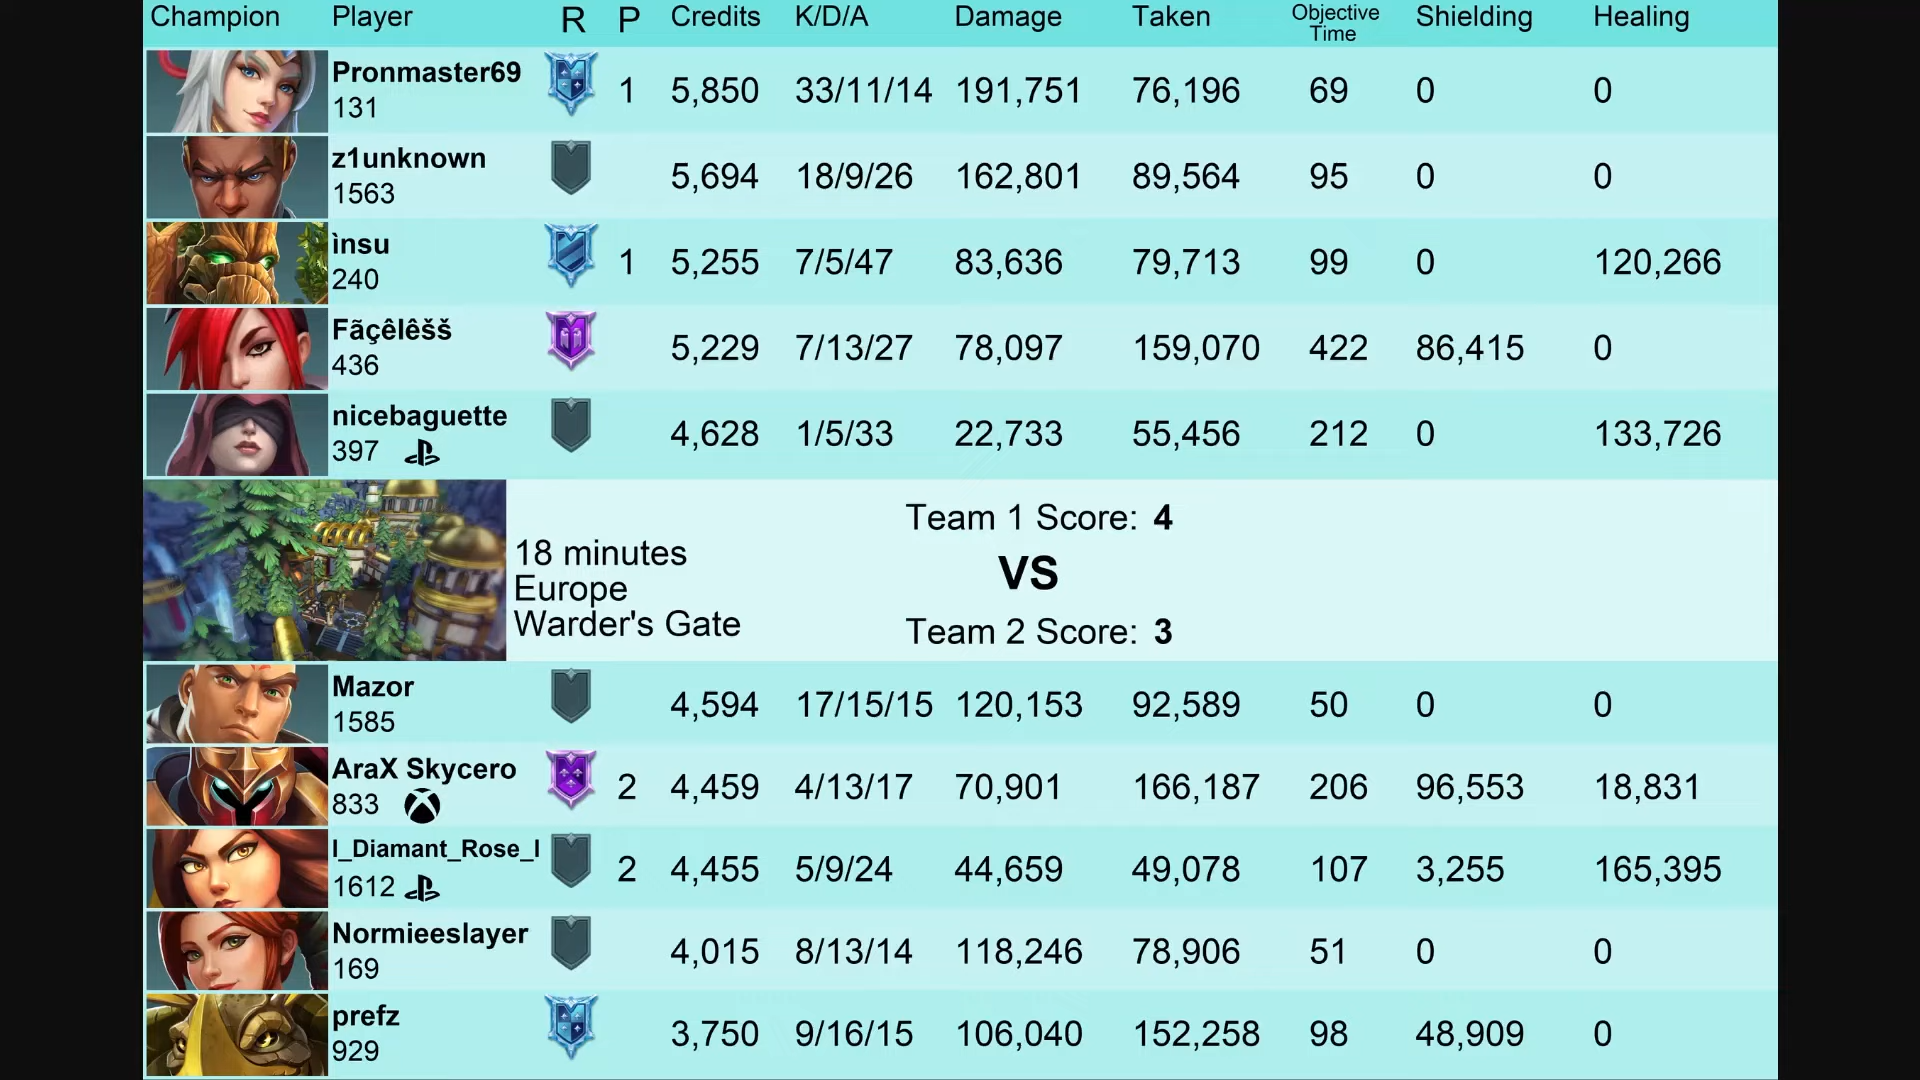 Champion Player R P Credits K/D/A Damage Taken Objective Time Shielding Healing
Pronmaster69
131 1 5,850 33/11/14 191,751 76,196 69 0 0
z1unknown
1563 5,694 18/9/26 162,801 89,564 95 0 0
ìnsu
240 1 5,255 7/5/47 83,636 79,713 99 0 120,266
Fãçêlêšš
436 5,229 7/13/27 78,097 159,070 422 86,415 0
nicebaguette
397 4,628 1/5/33 22,733 55,456 212 0 133,726
Team 1 Score: 4
18 minutes
Europe
Warder's Gate
VS
Team 2 Score: 3
Mazor
1585 4,594 17/15/15 120,153 92,589 50 0 0
AraX Skycero
833 2 4,459 4/13/17 70,901 166,187 206 96,553 18,831
I_Diamant_Rose_I
1612 2 4,455 5/9/24 44,659 49,078 107 3,255 165,395
Normieeslayer
169 4,015 8/13/14 118,246 78,906 51 0 0
prefz
929 3,750 9/16/15 106,040 152,258 98 48,909 0